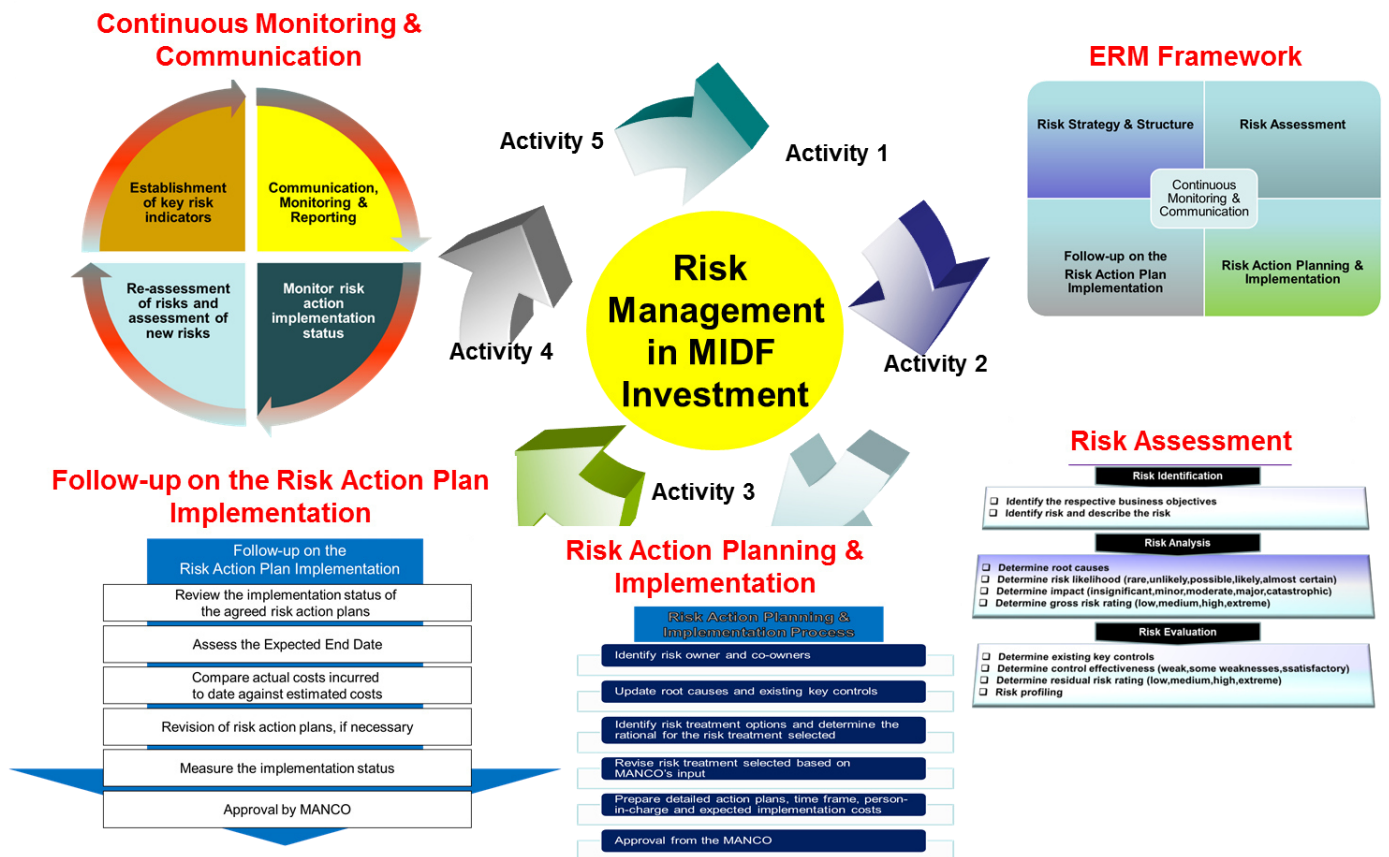 Continuous Monitoring &
Communication
Establishment
of key risk
indicators
Communication,
Monitoring &
Reporting
Re-assessment
of risks and
assessment of
new risks
Monitor risk
action
implementation
status
Activity 5
Activity 1
Activity 4
Activity 2
Activity 3
Risk
Management
in MIDF
Investment
ERM Framework
Risk Strategy & Structure
Risk Assessment
Continuous
Monitoring &
Communication
Follow-up on the
Risk Action Plan
Implementation
Risk Action Planning &
Implementation
Follow-up on the Risk Action Plan
Implementation
Follow-up on the
Risk Action Plan Implementation
Review the implementation status of
the agreed risk action plans
Assess the Expected End Date
Compare actual costs incurred
to date against estimated costs
Revision of risk action plans, if necessary
Measure the implementation status
Approval by MANCO
Risk Action Planning &
Implementation
Risk Action Planning &
Implementation Process
Identify risk owner and co-owners
Update root causes and existing key controls
Identify risk treatment options and determine the
rational for the risk treatment selected
Revise risk treatment selected based on
MANCO's input
Prepare detailed action plans, time frame, person-
in-charge and expected implementation costs
Approval from the MANCO
Risk Assessment
Risk Identification
Identify the respective business objectives
Identify risk and describe the risk
Risk Analysis
Determine root causes
Determine risk likelihood (rare,unlikely,possible,likely,almost certain)
Determine impact (insignificant,minor,moderate,major,catastrophic)
Determine gross risk rating (low,medium,high,extreme)
Risk Evaluation
Determine existing key controls
Determine control effectiveness (weak,some weaknesses,ssatisfactory)
Determine residual risk rating (low,medium,high,extreme)
Risk profiling